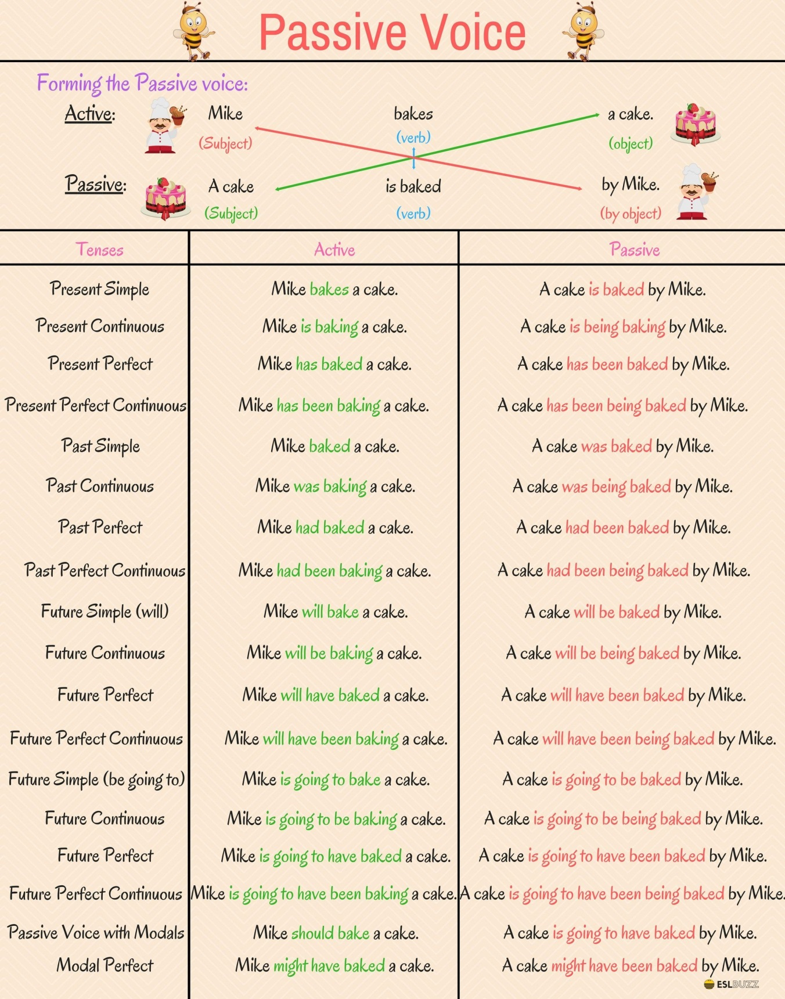 Passive Voice
Forming the Passive voice:
Active: Mike bakes a cake.
(Subject) (verb) (object)
Passive: A cake is baked by Mike.
(Subject) (verb) (by object)
Tenses Active Passive
Present Simple Mike bakes a cake. A cake is baked by Mike.
Present Continuous Mike is baking a cake. A cake is being baking by Mike.
Present Perfect Mike has baked a cake. A cake has been baked by Mike.
Present Perfect Continuous Mike has been baking a cake. A cake has been being baked by Mike.
Past Simple Mike baked a cake. A cake was baked by Mike.
Past Continuous Mike was baking a cake. A cake was being baked by Mike.
Past Perfect Mike had baked a cake. A cake had been baked by Mike.
Past Perfect Continuous Mike had been baking a cake. A cake had been being baked by Mike.
Future Simple (will) Mike will bake a cake. A cake will be baked by Mike.
Future Continuous Mike will be baking a cake. A cake will be being baked by Mike.
Future Perfect Mike will have baked a cake. A cake will have been baked by Mike.
Future Perfect Continuous Mike will have been baking a cake. A cake will have been being baked by Mike.
Future Simple (be going to) Mike is going to bake a cake. A cake is going to be baked by Mike.
Future Continuous Mike is going to be baking a cake. A cake is going to be being baked by Mike.
Future Perfect Mike is going to have baked a cake. A cake is going to have been baked by Mike.
Future Perfect Continuous Mike is going to have been baking a cake. A cake is going to have been being baked by Mike.
Passive Voice with Modals Mike should bake a cake. A cake is going to have baked by Mike.
Modal Perfect Mike might have baked a cake. A cake might have been baked by Mike.
ESLBUZZ